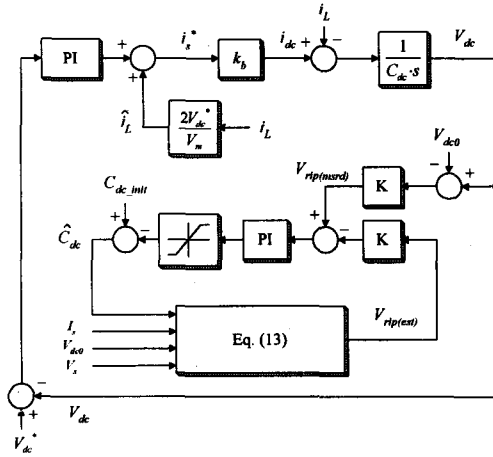 i_L
PI + + i_s^* k_b i_dc + − 1/(C_dc·s) V_dc
î_L 2V_dc^*/V_m i_L
V_dc0
− +
V_rip(msrd) K
C_dc_init
+ − PI + − K
Ĉ_dc
V_rip(est)
I_s
V_dc0
V_s
Eq. (13)
− +
V_dc
V_dc^*